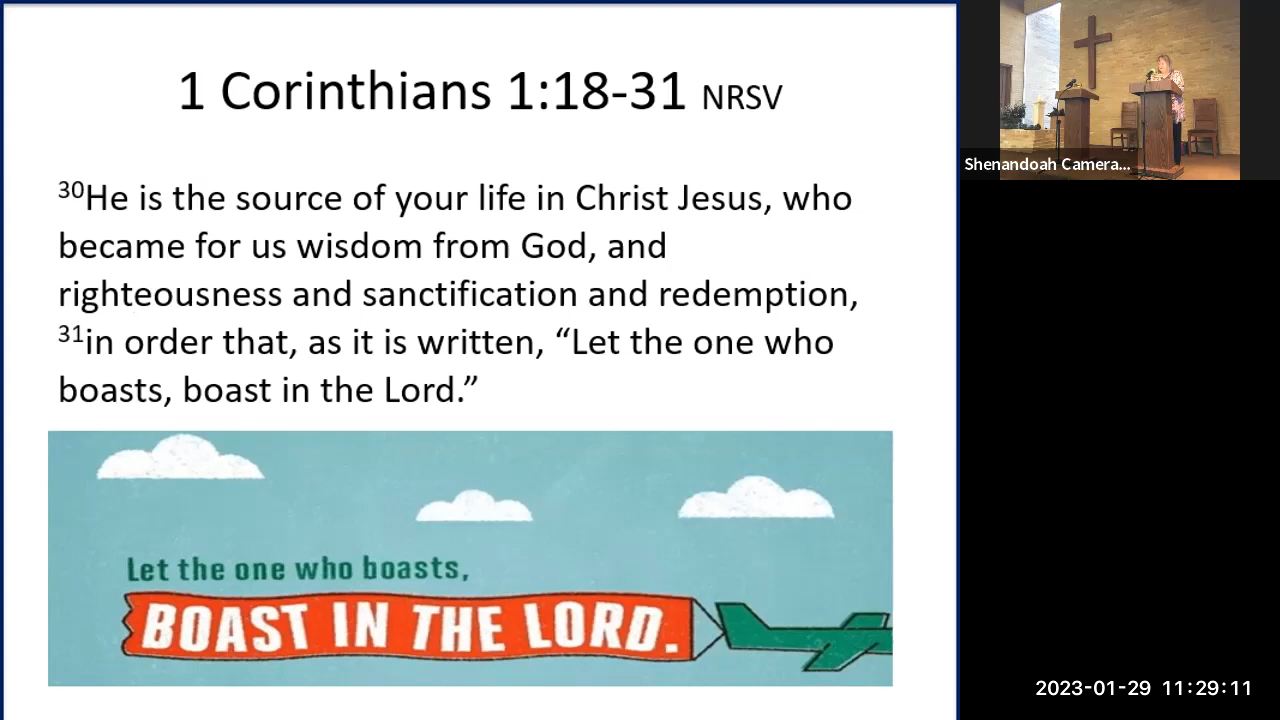 1 Corinthians 1:18-31 NRSV
30He is the source of your life in Christ Jesus, who
became for us wisdom from God, and
righteousness and sanctification and redemption,
31in order that, as it is written, “Let the one who
boasts, boast in the Lord.”
Let the one who boasts,
BOAST IN THE LORD.
Shenandoah Camera...
2023-01-29 11:29:11